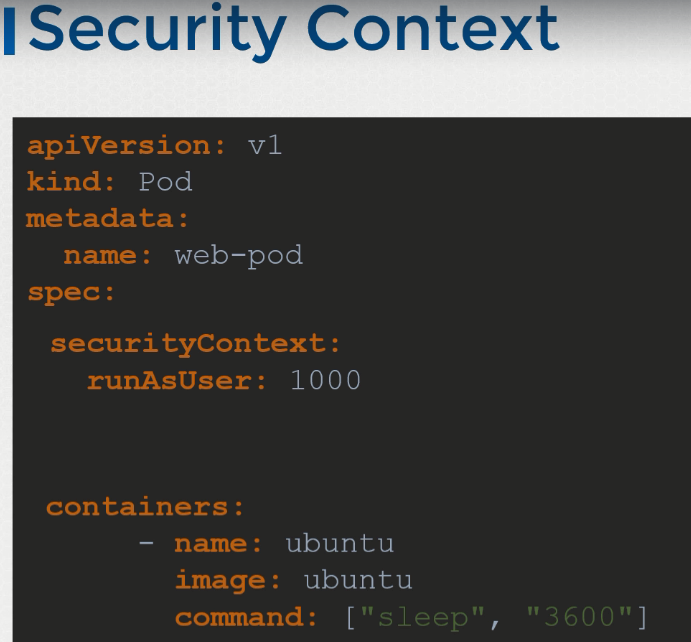 Security Context
apiVersion: v1
kind: Pod
metadata:
  name: web-pod
spec:
  securityContext:
    runAsUser: 1000
  containers:
      - name: ubuntu
        image: ubuntu
        command: ["sleep", "3600"]